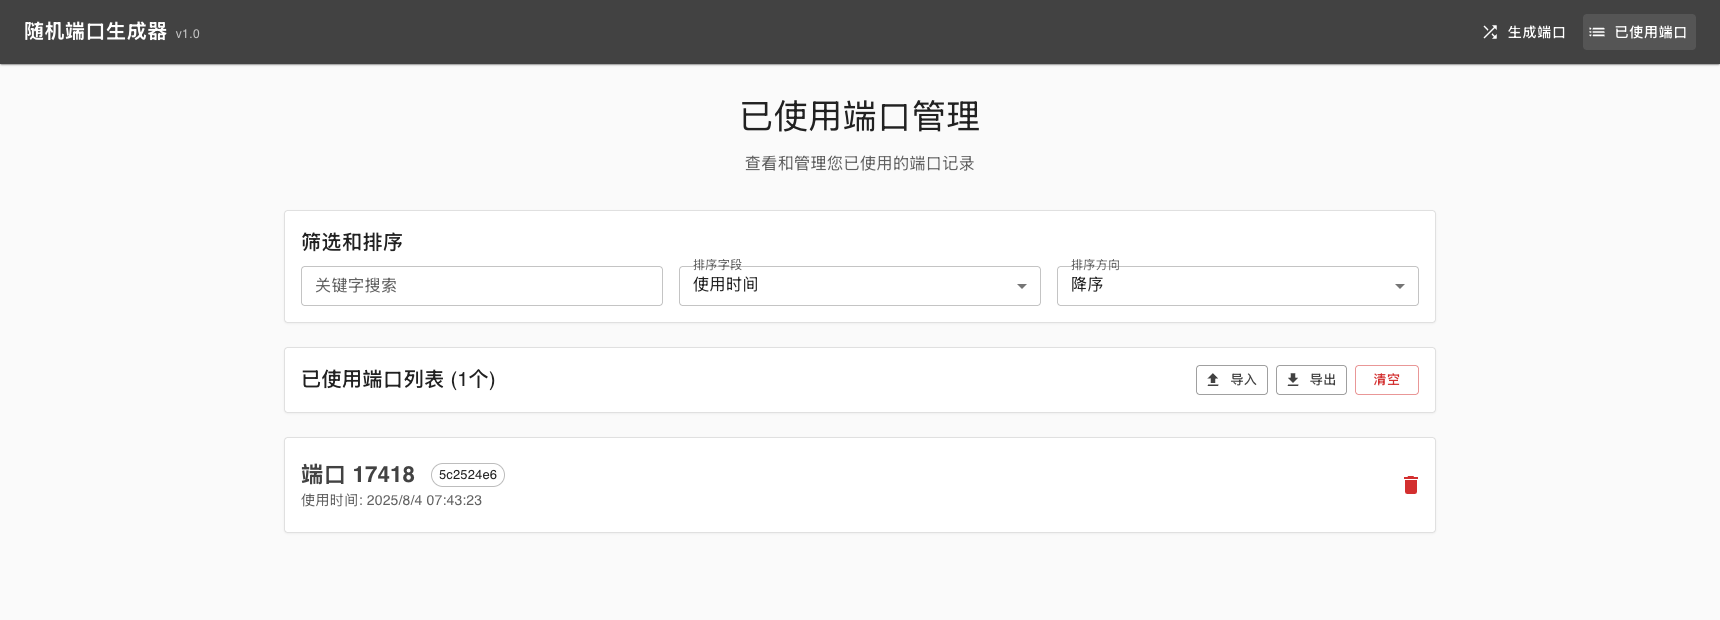 随机端口生成器 v1.0
生成端口
已使用端口
已使用端口管理
查看和管理您已使用的端口记录
筛选和排序
关键字搜索
排序字段
使用时间
排序方向
降序
已使用端口列表 (1个)
导入
导出
清空
端口 17418 5c2524e6
使用时间: 2025/8/4 07:43:23